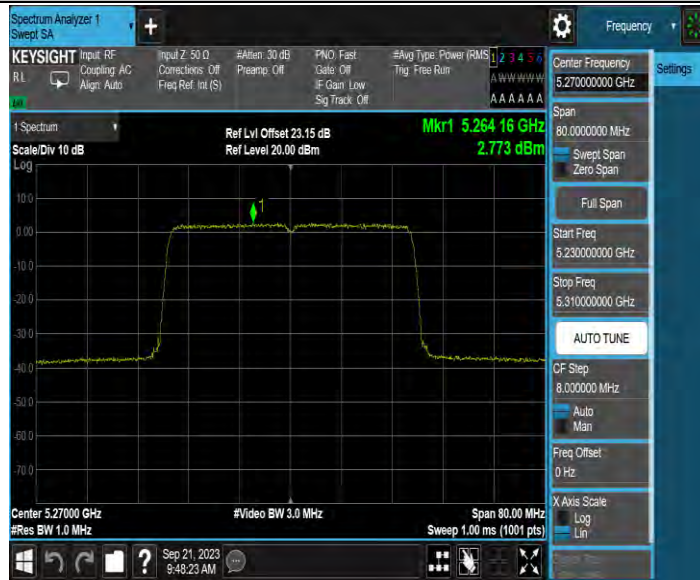 Spectrum Analyzer 1
Swept SA
Frequency
KEYSIGHT
RL
Input: RF
Coupling: AC
Align: Auto
Input Z: 50 Ω
Corrections: Off
Freq Ref: Int (S)
#Atten: 30 dB
Preamp: Off
PNO: Fast
Gate: Off
IF Gain: Low
Sig Track: Off
#Avg Type: Power (RMS)
Trig: Free Run
1 2 3 4 5 6
A W W W W W
A A A A A A
1 Spectrum
Scale/Div 10 dB
Ref Lvl Offset 23.15 dB
Ref Level 20.00 dBm
Mkr1 5.264 16 GHz
2.773 dBm
Log
10.0
0.00
-10.0
-20.0
-30.0
-40.0
-50.0
-60.0
-70.0
1
Center 5.27000 GHz
#Res BW 1.0 MHz
#Video BW 3.0 MHz
Span 80.00 MHz
Sweep 1.00 ms (1001 pts)
Sep 21, 2023
9:48:23 AM
Center Frequency
5.270000000 GHz
Settings
Span
80.0000000 MHz
Swept Span
Zero Span
Full Span
Start Freq
5.230000000 GHz
Stop Freq
5.310000000 GHz
AUTO TUNE
CF Step
8.000000 MHz
Auto
Man
Freq Offset
0 Hz
X Axis Scale
Log
Lin